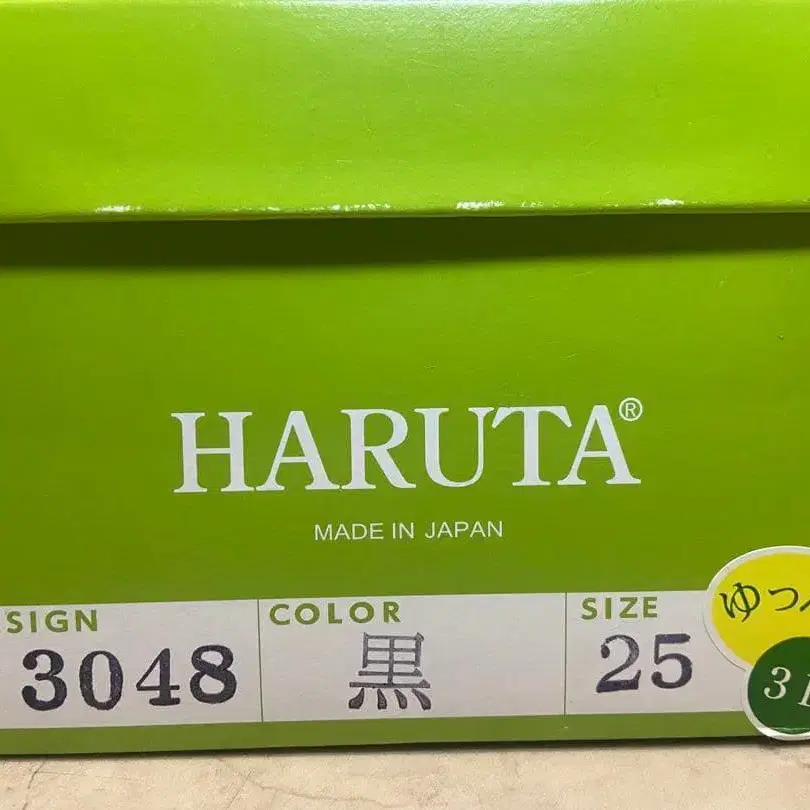 HARUTA®
MADE IN JAPAN
SIGN COLOR SIZE
3048 黒 25